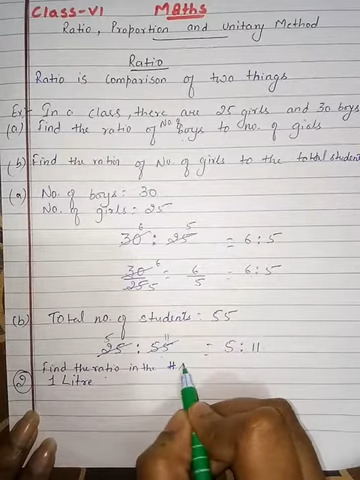 Class-VI Maths
Ratio, Proportion and Unitary Method
Ratio
Ratio is comparison of two things
Ex:- In a class, there are 25 girls and 30 boys
(a) Find the ratio of No. of boys to no. of girls
(b) Find the ratio of No. of girls to the total student
(a) No. of boys: 30
No. of girls: 25
30 6 : 25 5 = 6:5
30 6 / 25 5 = 6/5 = 6:5
(b) Total no. of students: 55
25 5 : 55 11 = 5:11
Find the ratio in the
② 1 Litre